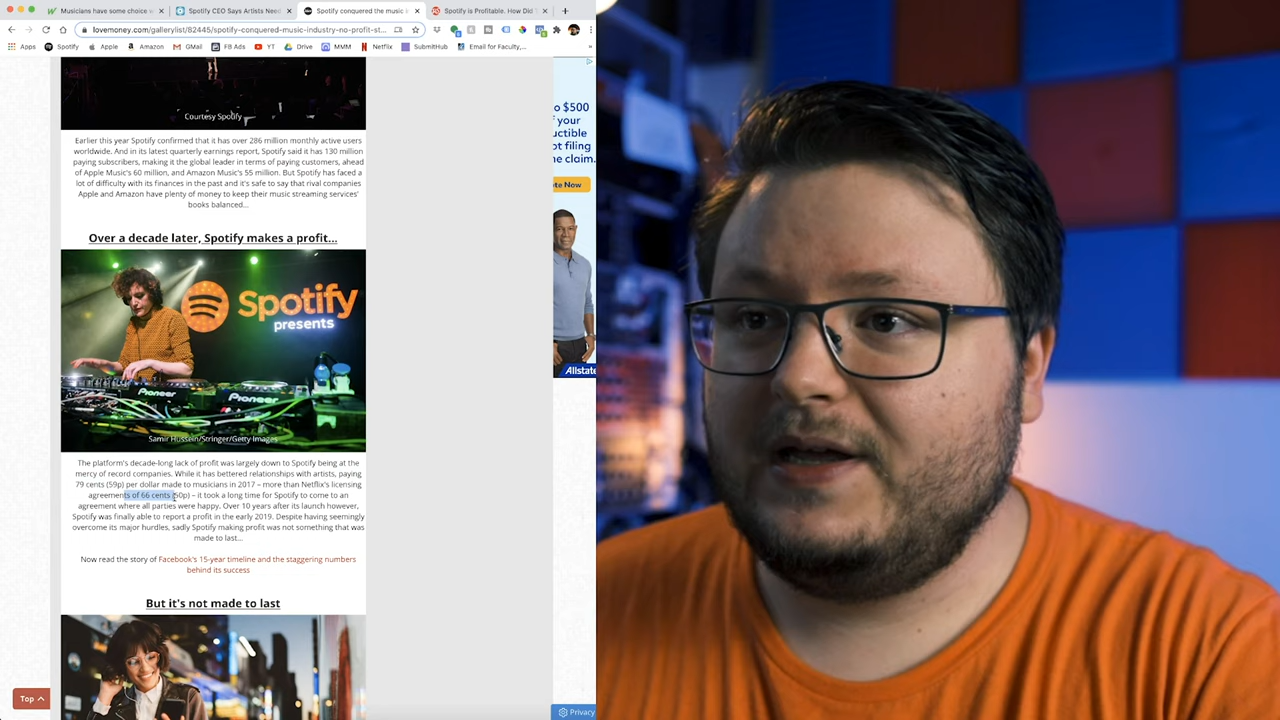 Musicians have some choice w
Spotify CEO Says Artists Need
Spotify conquered the music i
Spotify is Profitable. How Did T
lovemoney.com/gallerylist/82445/spotify-conquered-music-industry-no-profit-st...
Apps
Spotify
Apple
Amazon
GMail
FB Ads
YT
Drive
MMM
Netflix
SubmitHub
Email for Faculty,...
Courtesy Spotify
Earlier this year Spotify confirmed that it has over 286 million monthly active users
worldwide. And in its latest quarterly earnings report, Spotify said it has 130 million
paying subscribers, making it the global leader in terms of paying customers, ahead
of Apple Music's 60 million, and Amazon Music's 55 million. But Spotify has faced a
lot of difficulty with its finances in the past and it's safe to say that rival companies
Apple and Amazon have plenty of money to keep their music streaming services'
books balanced...
Over a decade later, Spotify makes a profit...
Spotify
presents
Pioneer
Samir Hussein/Stringer/Getty Images
The platform's decade-long lack of profit was largely down to Spotify being at the
mercy of record companies. While it has bettered relationships with artists, paying
79 cents (59p) per dollar made to musicians in 2017 – more than Netflix's licensing
agreements of 66 cents (50p) – it took a long time for Spotify to come to an
agreement where all parties were happy. Over 10 years after its launch however,
Spotify was finally able to report a profit in the early 2019. Despite having seemingly
overcome its major hurdles, sadly Spotify making profit was not something that was
made to last...
Now read the story of Facebook's 15-year timeline and the staggering numbers
behind its success
But it's not made to last
Top
o $500
f your
uctible
ot filing
e claim.
te Now
Allstate
Privacy